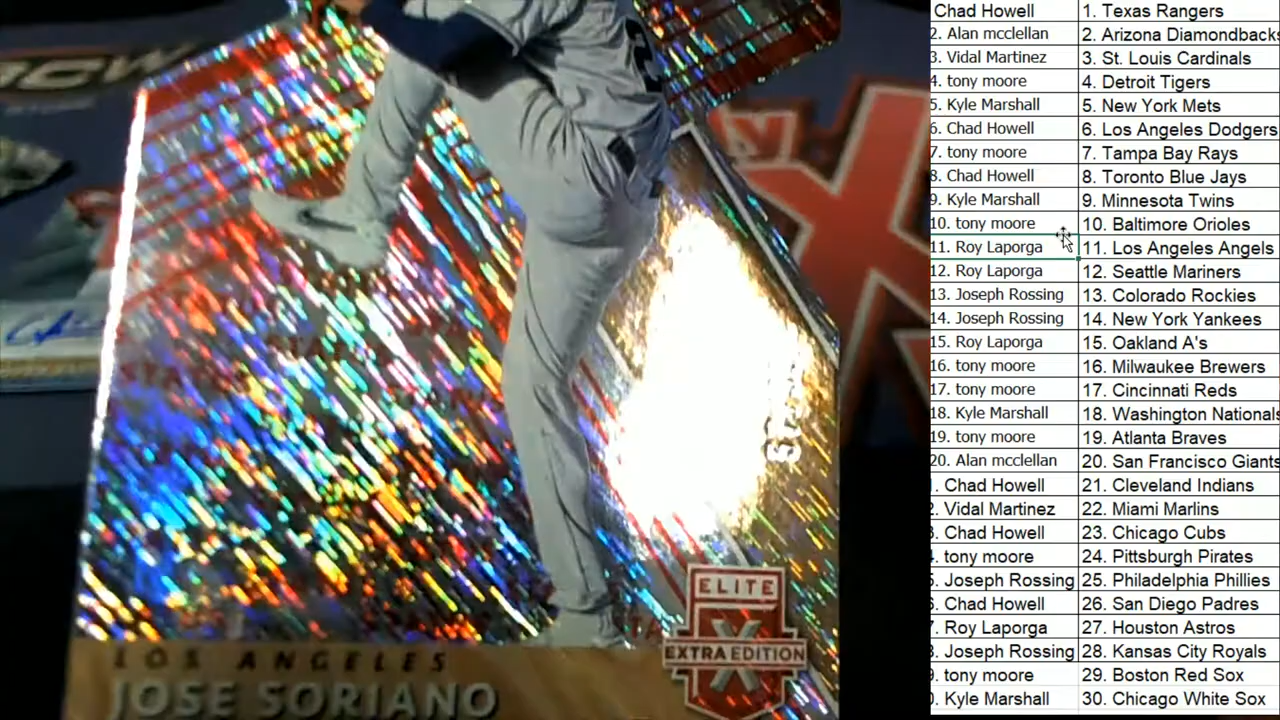 Chad Howell 1. Texas Rangers
2. Alan mcclellan 2. Arizona Diamondbacks
3. Vidal Martinez 3. St. Louis Cardinals
4. tony moore 4. Detroit Tigers
5. Kyle Marshall 5. New York Mets
6. Chad Howell 6. Los Angeles Dodgers
7. tony moore 7. Tampa Bay Rays
8. Chad Howell 8. Toronto Blue Jays
9. Kyle Marshall 9. Minnesota Twins
10. tony moore 10. Baltimore Orioles
11. Roy Laporga 11. Los Angeles Angels
12. Roy Laporga 12. Seattle Mariners
13. Joseph Rossing 13. Colorado Rockies
14. Joseph Rossing 14. New York Yankees
15. Roy Laporga 15. Oakland A's
16. tony moore 16. Milwaukee Brewers
17. tony moore 17. Cincinnati Reds
18. Kyle Marshall 18. Washington Nationals
19. tony moore 19. Atlanta Braves
20. Alan mcclellan 20. San Francisco Giants
. Chad Howell 21. Cleveland Indians
. Vidal Martinez 22. Miami Marlins
. Chad Howell 23. Chicago Cubs
. tony moore 24. Pittsburgh Pirates
. Joseph Rossing 25. Philadelphia Phillies
. Chad Howell 26. San Diego Padres
. Roy Laporga 27. Houston Astros
. Joseph Rossing 28. Kansas City Royals
. tony moore 29. Boston Red Sox
. Kyle Marshall 30. Chicago White Sox
ELITE
X
EXTRA EDITION
LOS ANGELES
JOSE SORIANO